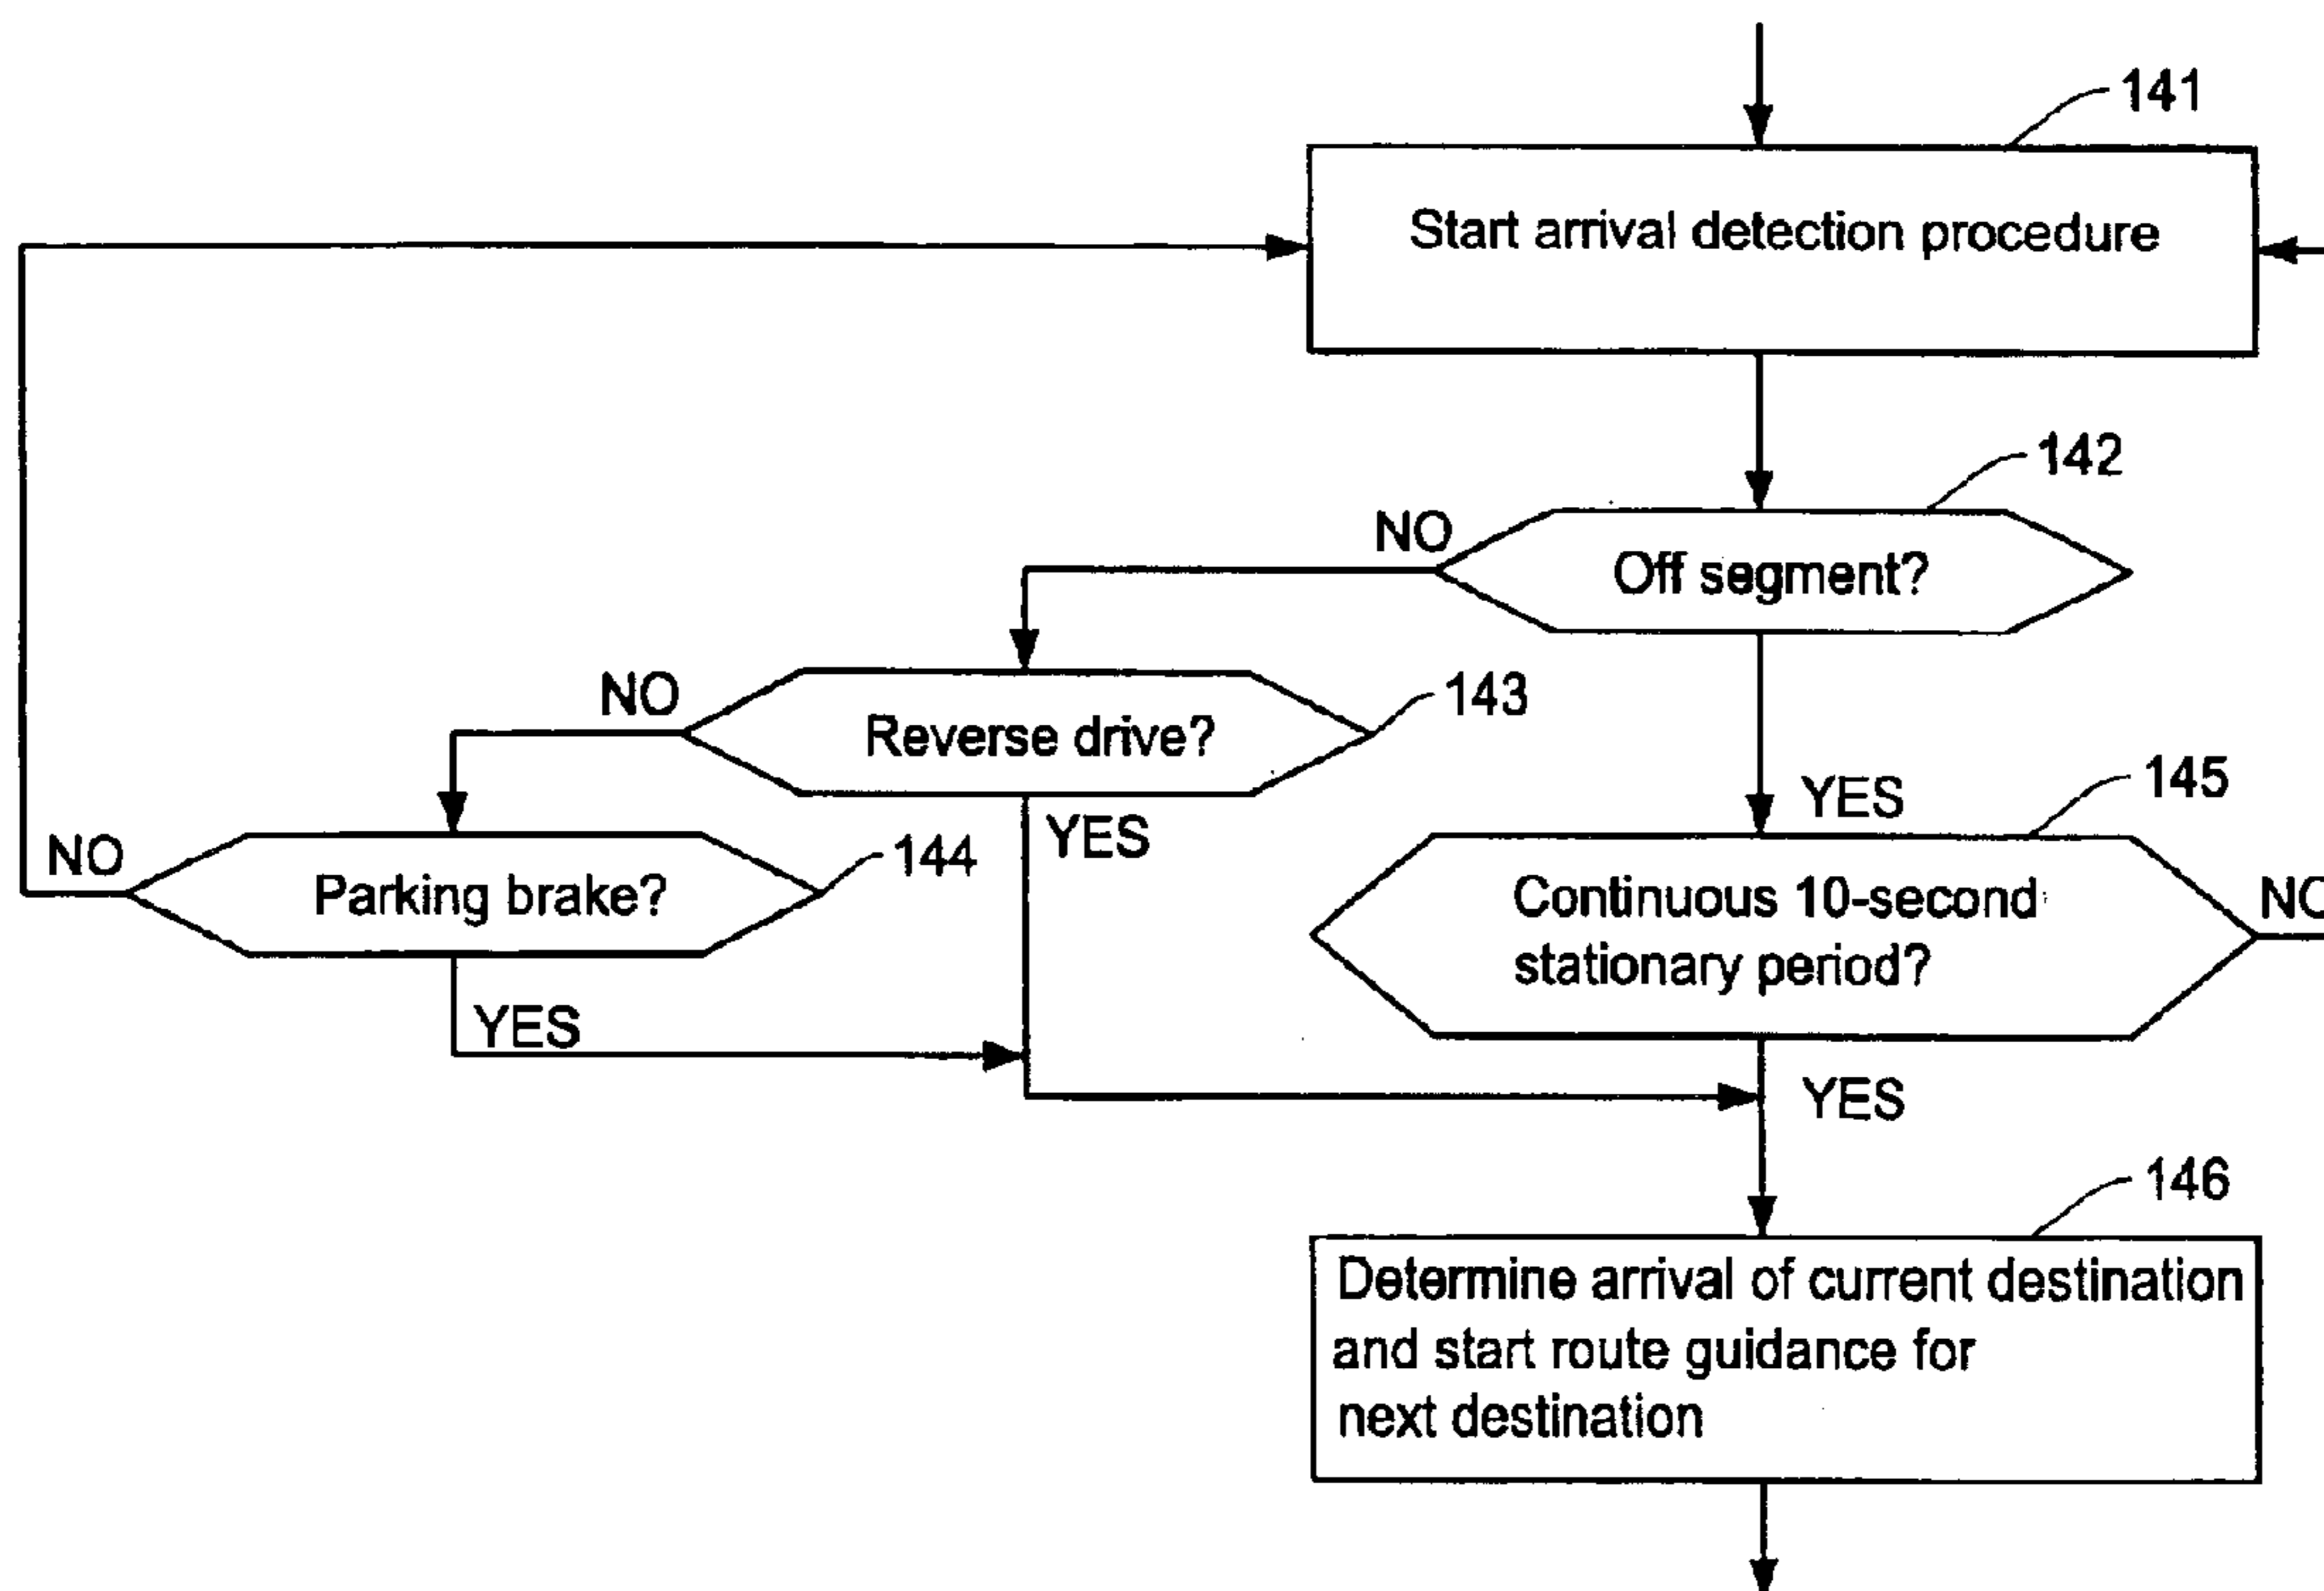 141
Start arrival detection procedure
142
NO
Off segment?
NO
143
Reverse drive?
YES
145
NO
144
YES
Parking brake?
Continuous 10-second
stationary period?
NO
YES
YES
146
Determine arrival of current destination
and start route guidance for
next destination